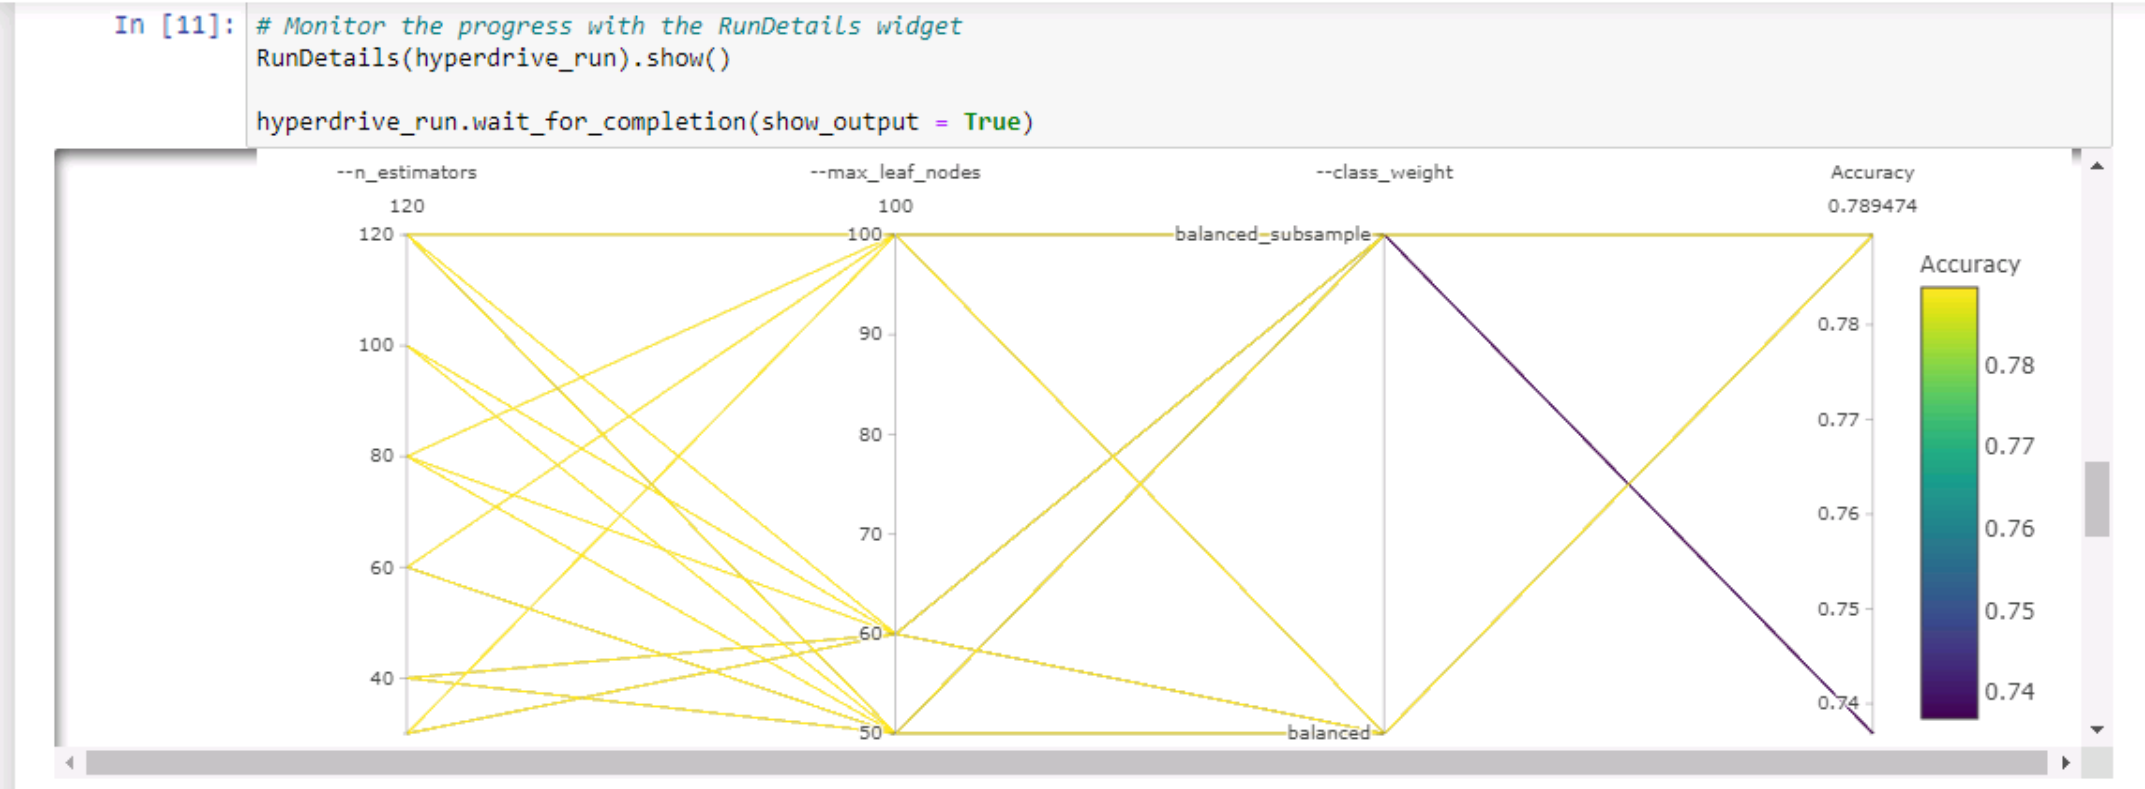 In [11]: # Monitor the progress with the RunDetails widget
RunDetails(hyperdrive_run).show()
hyperdrive_run.wait_for_completion(show_output = True)
--n_estimators --max_leaf_nodes --class_weight Accuracy
120 100 0.789474
120 100 balanced_subsample
Accuracy
0.78
90
100
0.78
0.77
80
0.77
80
0.76
0.76
70
60
0.75
0.75
60
40
0.74
0.74
50 balanced